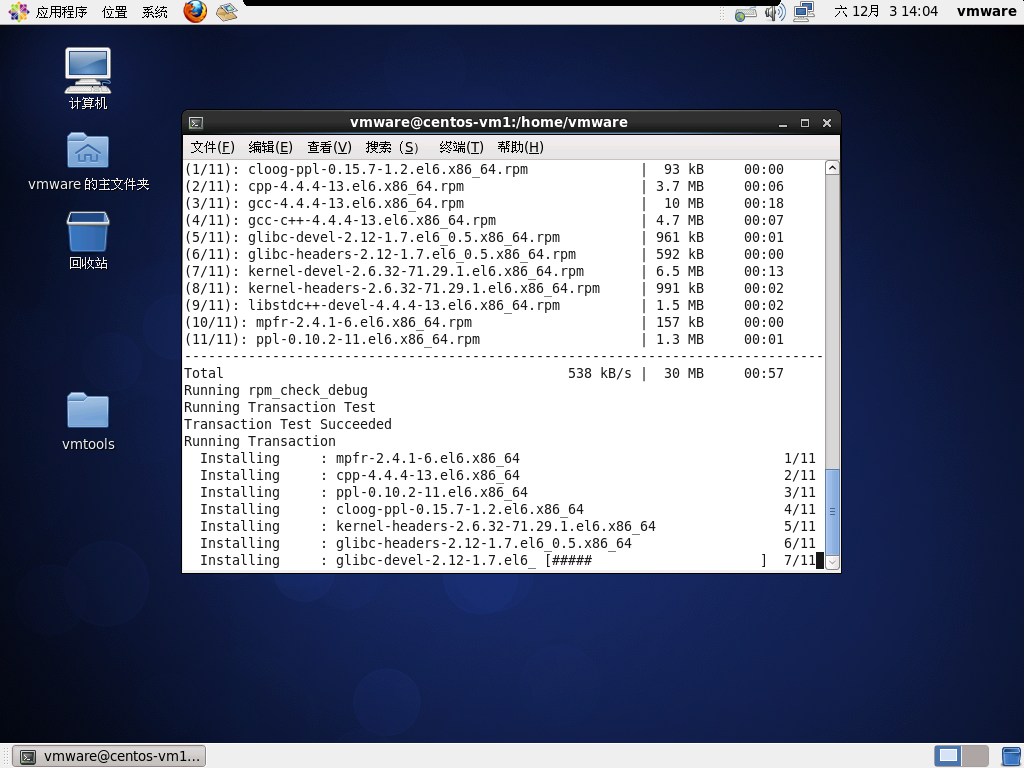 应用程序 位置 系统 六 12月 3 14:04 vmware
计算机
vmware 的主文件夹
回收站
vmtools
vmware@centos-vm1:/home/vmware
文件(F) 编辑(E) 查看(V) 搜索 (S) 终端(T) 帮助(H)
(1/11): cloog-ppl-0.15.7-1.2.el6.x86_64.rpm | 93 kB 00:00
(2/11): cpp-4.4.4-13.el6.x86_64.rpm | 3.7 MB 00:06
(3/11): gcc-4.4.4-13.el6.x86_64.rpm | 10 MB 00:18
(4/11): gcc-c++-4.4.4-13.el6.x86_64.rpm | 4.7 MB 00:07
(5/11): glibc-devel-2.12-1.7.el6_0.5.x86_64.rpm | 961 kB 00:01
(6/11): glibc-headers-2.12-1.7.el6_0.5.x86_64.rpm | 592 kB 00:00
(7/11): kernel-devel-2.6.32-71.29.1.el6.x86_64.rpm | 6.5 MB 00:13
(8/11): kernel-headers-2.6.32-71.29.1.el6.x86_64.rpm | 991 kB 00:02
(9/11): libstdc++-devel-4.4.4-13.el6.x86_64.rpm | 1.5 MB 00:02
(10/11): mpfr-2.4.1-6.el6.x86_64.rpm | 157 kB 00:00
(11/11): ppl-0.10.2-11.el6.x86_64.rpm | 1.3 MB 00:01
--------------------------------------------------------------------------------
Total 538 kB/s | 30 MB 00:57
Running rpm_check_debug
Running Transaction Test
Transaction Test Succeeded
Running Transaction
Installing : mpfr-2.4.1-6.el6.x86_64 1/11
Installing : cpp-4.4.4-13.el6.x86_64 2/11
Installing : ppl-0.10.2-11.el6.x86_64 3/11
Installing : cloog-ppl-0.15.7-1.2.el6.x86_64 4/11
Installing : kernel-headers-2.6.32-71.29.1.el6.x86_64 5/11
Installing : glibc-headers-2.12-1.7.el6_0.5.x86_64 6/11
Installing : glibc-devel-2.12-1.7.el6_ [##### ] 7/11
vmware@centos-vm1...